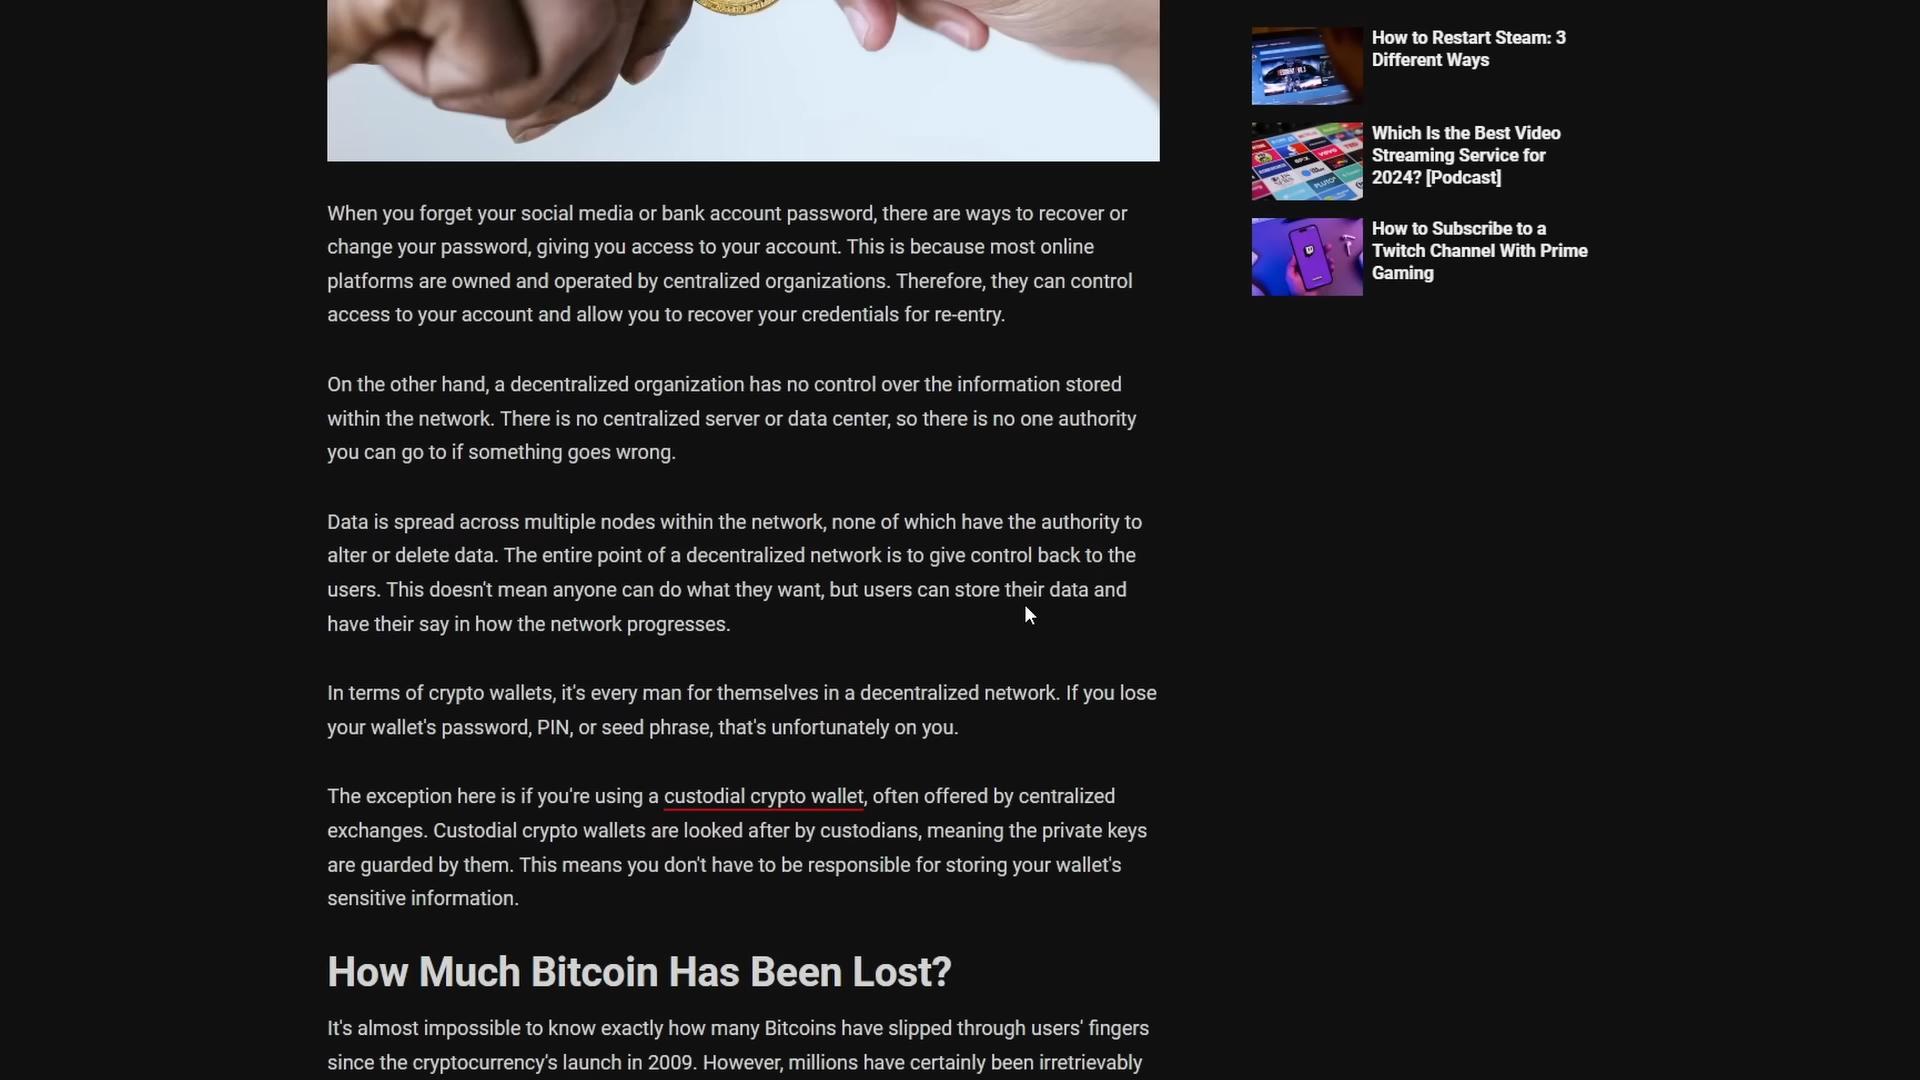 When you forget your social media or bank account password, there are ways to recover or
change your password, giving you access to your account. This is because most online
platforms are owned and operated by centralized organizations. Therefore, they can control
access to your account and allow you to recover your credentials for re-entry.
On the other hand, a decentralized organization has no control over the information stored
within the network. There is no centralized server or data center, so there is no one authority
you can go to if something goes wrong.
Data is spread across multiple nodes within the network, none of which have the authority to
alter or delete data. The entire point of a decentralized network is to give control back to the
users. This doesn't mean anyone can do what they want, but users can store their data and
have their say in how the network progresses.
In terms of crypto wallets, it's every man for themselves in a decentralized network. If you lose
your wallet's password, PIN, or seed phrase, that's unfortunately on you.
The exception here is if you're using a custodial crypto wallet, often offered by centralized
exchanges. Custodial crypto wallets are looked after by custodians, meaning the private keys
are guarded by them. This means you don't have to be responsible for storing your wallet's
sensitive information.
How Much Bitcoin Has Been Lost?
It's almost impossible to know exactly how many Bitcoins have slipped through users' fingers
since the cryptocurrency's launch in 2009. However, millions have certainly been irretrievably
How to Restart Steam: 3
Different Ways
Which Is the Best Video
Streaming Service for
2024? [Podcast]
How to Subscribe to a
Twitch Channel With Prime
Gaming